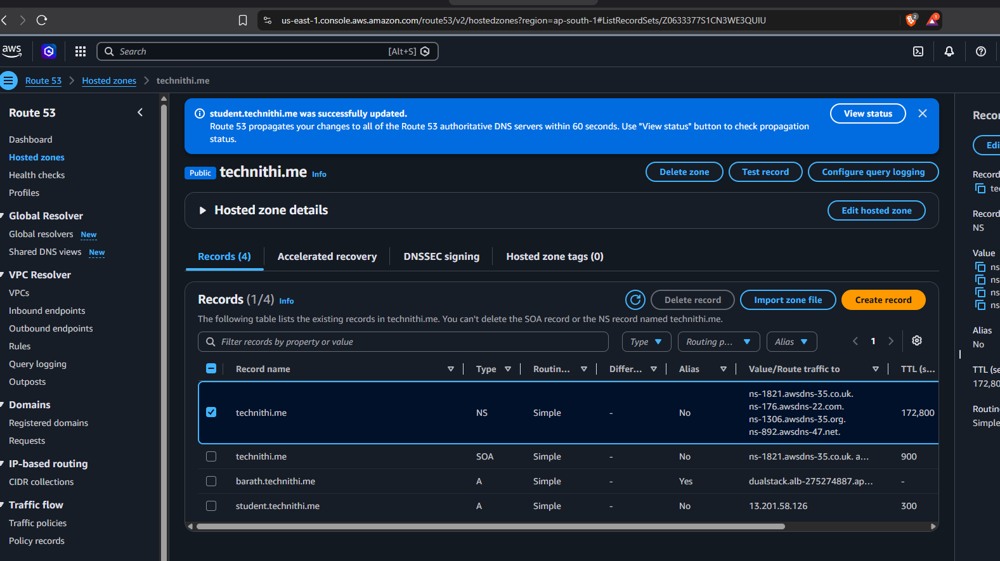 us-east-1.console.aws.amazon.com/route53/v2/hostedzones?region=ap-south-1#ListRecordSets/Z0633377S1CN3WE3QUIU
2
1
aws
Search
[Alt+S]
Route 53
Hosted zones
technithi.me
Route 53
Dashboard
Hosted zones
Health checks
Profiles
Global Resolver
Global resolvers New
Shared DNS views New
VPC Resolver
VPCs
Inbound endpoints
Outbound endpoints
Rules
Query logging
Outposts
Domains
Registered domains
Requests
IP-based routing
CIDR collections
Traffic flow
Traffic policies
Policy records
student.technithi.me was successfully updated.
Route 53 propagates your changes to all of the Route 53 authoritative DNS servers within 60 seconds. Use "View status" button to check propagation
status.
View status
Public technithi.me Info
Delete zone
Test record
Configure query logging
Hosted zone details
Edit hosted zone
Records (4)
Accelerated recovery
DNSSEC signing
Hosted zone tags (0)
Records (1/4) Info
Delete record
Import zone file
Create record
The following table lists the existing records in technithi.me. You can't delete the SOA record or the NS record named technithi.me.
Filter records by property or value
Type
Routing p...
Alias
1
Record name Type Routin... Differ... Alias Value/Route traffic to TTL (s...
technithi.me NS Simple - No ns-1821.awsdns-35.co.uk.
ns-176.awsdns-22.com.
ns-1306.awsdns-35.org.
ns-892.awsdns-47.net.
172,800
technithi.me SOA Simple - No ns-1821.awsdns-35.co.uk. a... 900
barath.technithi.me A Simple - Yes dualstack.alb-275274887.ap... -
student.technithi.me A Simple - No 13.201.58.126 300
Recor
Edi
Record
te
Record
NS
Value
ns
ns
ns
ns
Alias
No
TTL (se
172,80
Routin
Simple